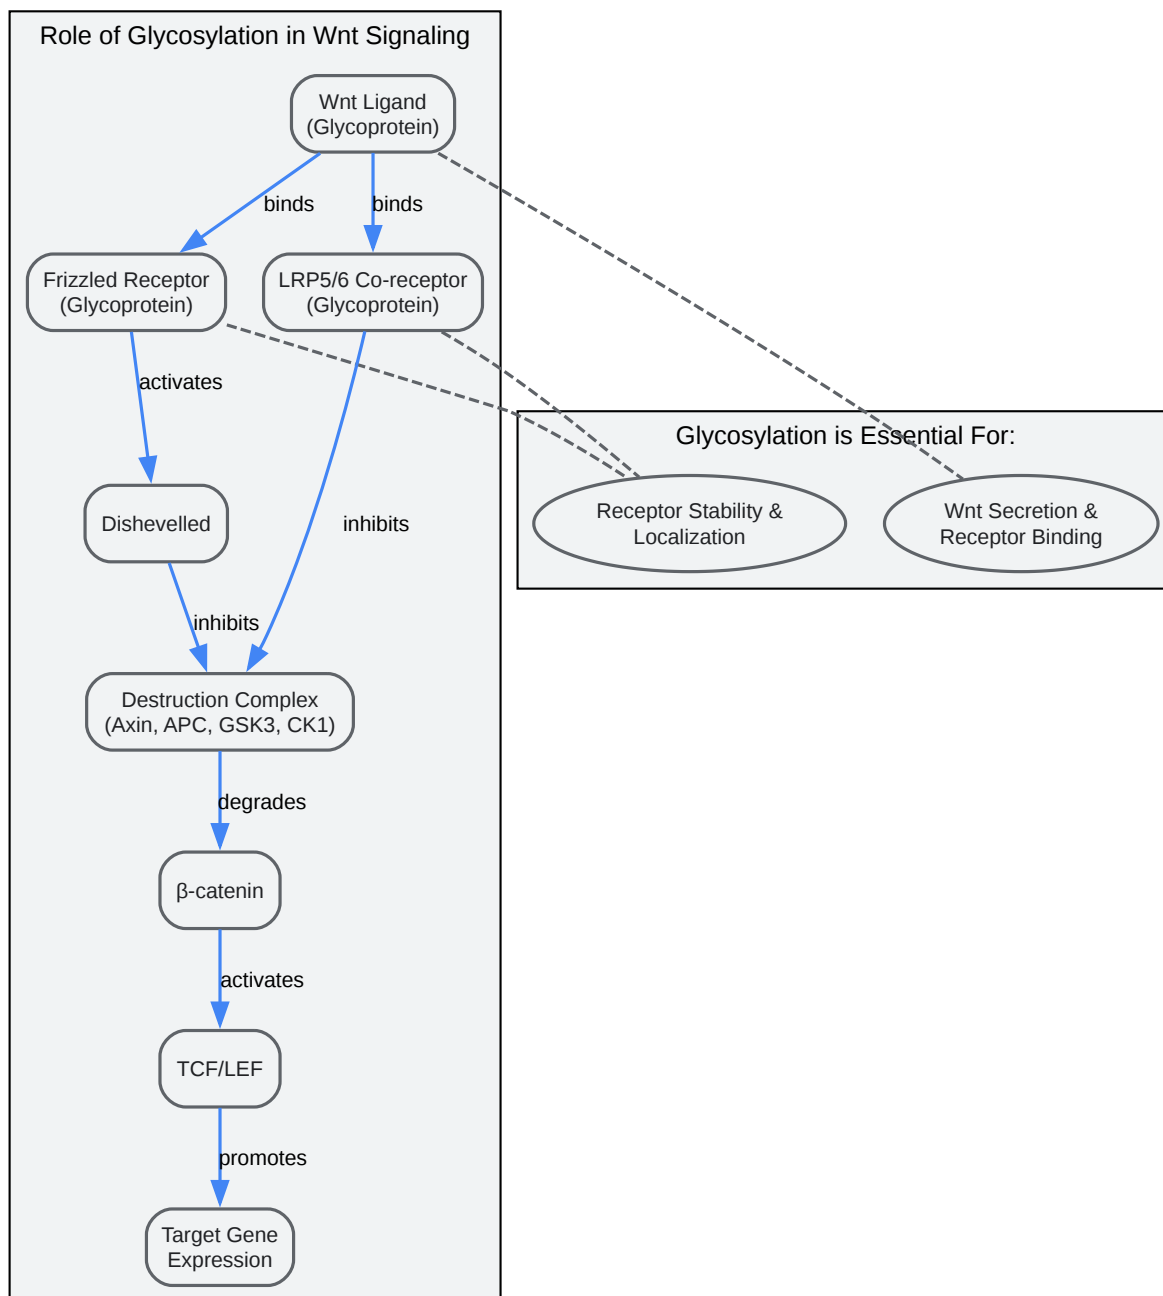 Role of Glycosylation in Wnt Signaling
Wnt Ligand
(Glycoprotein)
binds
binds
Frizzled Receptor
(Glycoprotein)
LRP5/6 Co-receptor
(Glycoprotein)
activates
Glycosylation is Essential For:
Receptor Stability &
Localization
Wnt Secretion &
Receptor Binding
Dishevelled
inhibits
inhibits
Destruction Complex
(Axin, APC, GSK3, CK1)
degrades
β-catenin
activates
TCF/LEF
promotes
Target Gene
Expression